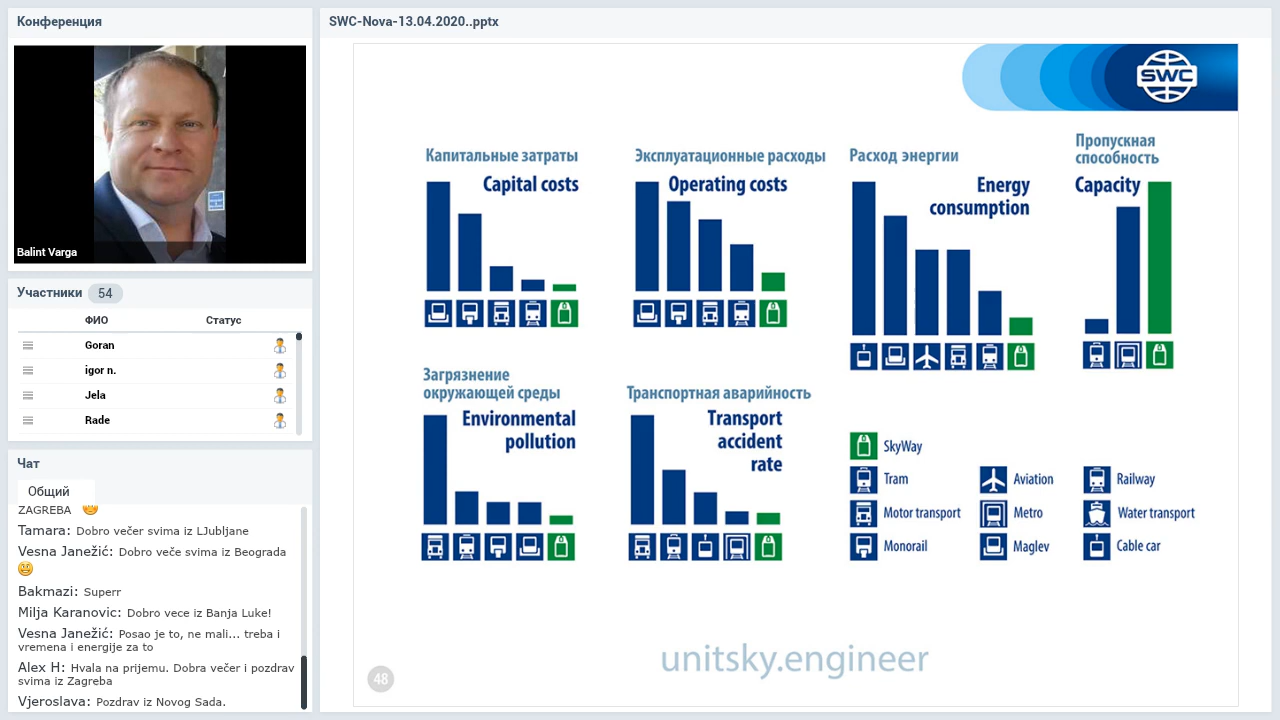 Конференция
Balint Varga
Участники 54
ФИО Статус
Goran
igor n.
Jela
Rade
Чат
Общий
ZAGREBA
Tamara: Dobro večer svima iz LJubljane
Vesna Janežić: Dobro veče svima iz Beograda
Bakmazi: Superr
Milja Karanovic: Dobro vece iz Banja Luke!
Vesna Janežić: Posao je to, ne mali... treba i
vremena i energije za to
Alex H: Hvala na prijemu. Dobra večer i pozdrav
svima iz Zagreba
Vjeroslava: Pozdrav iz Novog Sada.
SWC-Nova-13.04.2020..pptx
SWC
Капитальные затраты
Capital costs
Эксплуатационные расходы
Operating costs
Расход энергии
Energy
consumption
Пропускная
способность
Capacity
Загрязнение
окружающей среды
Environmental
pollution
Транспортная аварийность
Transport
accident
rate
SkyWay
Tram
Aviation
Railway
Motor transport
Metro
Water transport
Monorail
Maglev
Cable car
unitsky.engineer
48